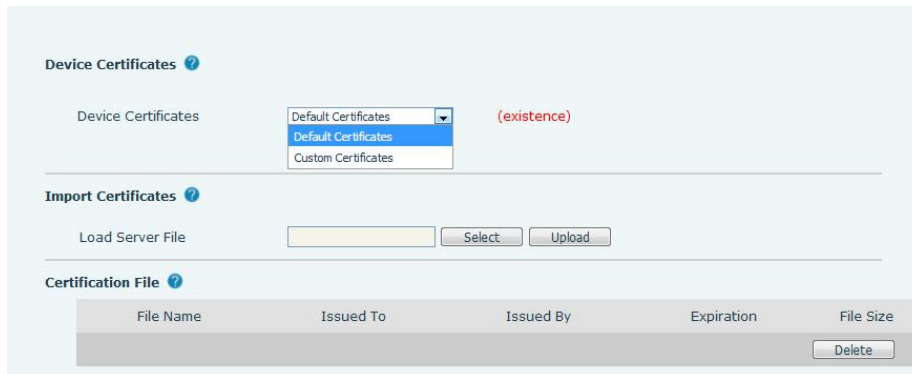 Device Certificates
Device Certificates Default Certificates (existence)
Default Certificates
Custom Certificates
Import Certificates
Load Server File Select Upload
Certification File
File Name Issued To Issued By Expiration File Size
Delete